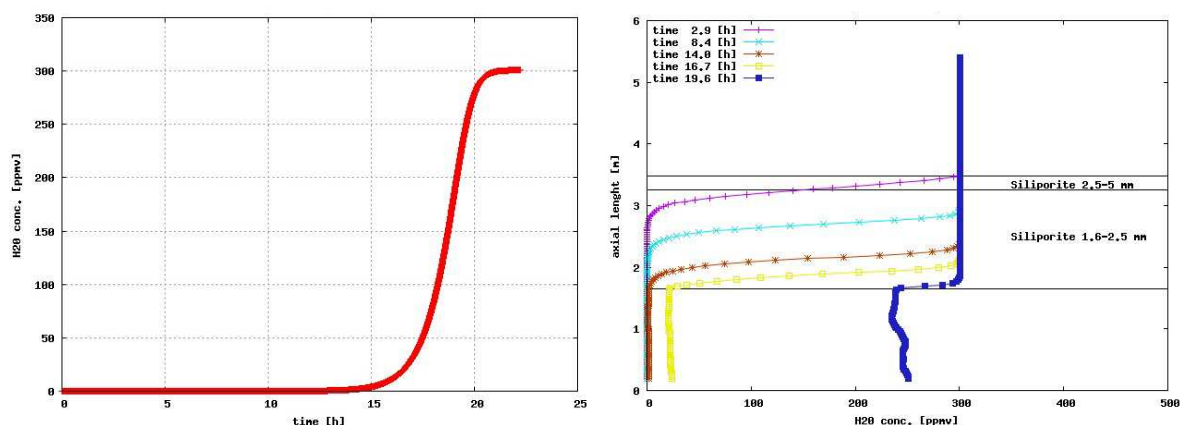 350
300
250
200
150
100
50
0
0 5 10 15 20 25
H2O conc. [ppmv]
time [h]
6
5
4
3
2
1
0
0 100 200 300 400 500
axial lenght [m]
H2O conc. [ppmv]
time 2.9 [h]
time 8.4 [h]
time 14.0 [h]
time 16.7 [h]
time 19.6 [h]
Siliporite 2.5-5 mm
Siliporite 1.6-2.5 mm